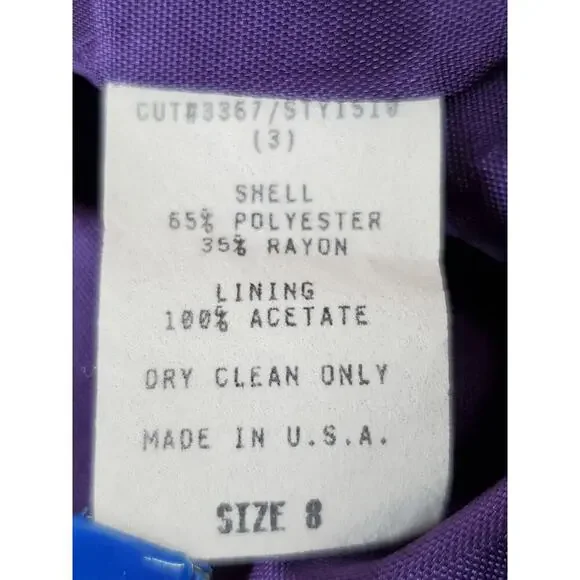 CUT#3367/STY1510
(3)
SHELL
65% POLYESTER
35% RAYON
LINING
100% ACETATE
DRY CLEAN ONLY
MADE IN U.S.A.
SIZE 8